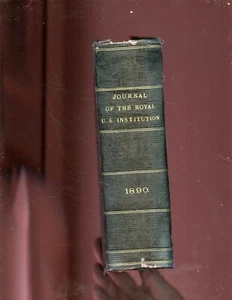 JOURNAL
OF THE ROYAL
U. S. INSTITUTION
1890